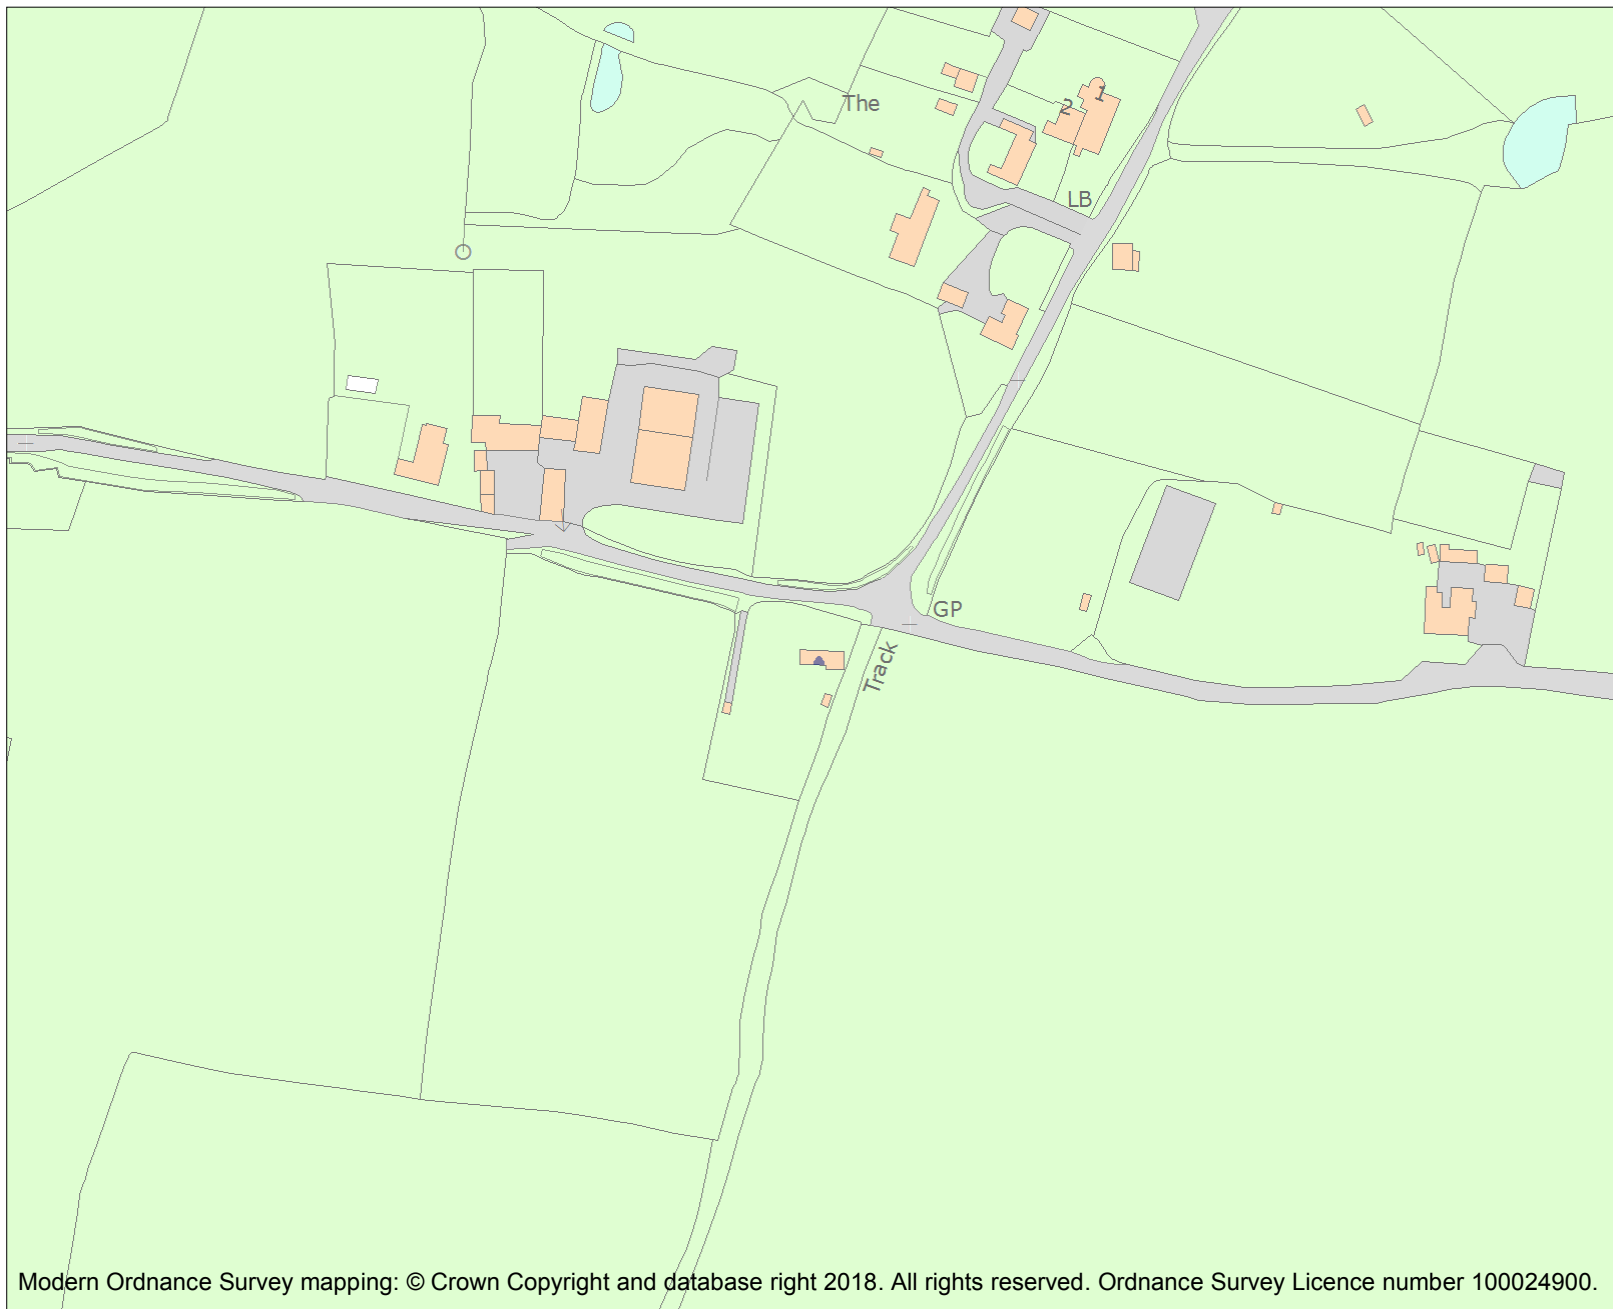 The
2
1
LB
GP
Track
Modern Ordnance Survey mapping: © Crown Copyright and database right 2018. All rights reserved. Ordnance Survey Licence number 100024900.